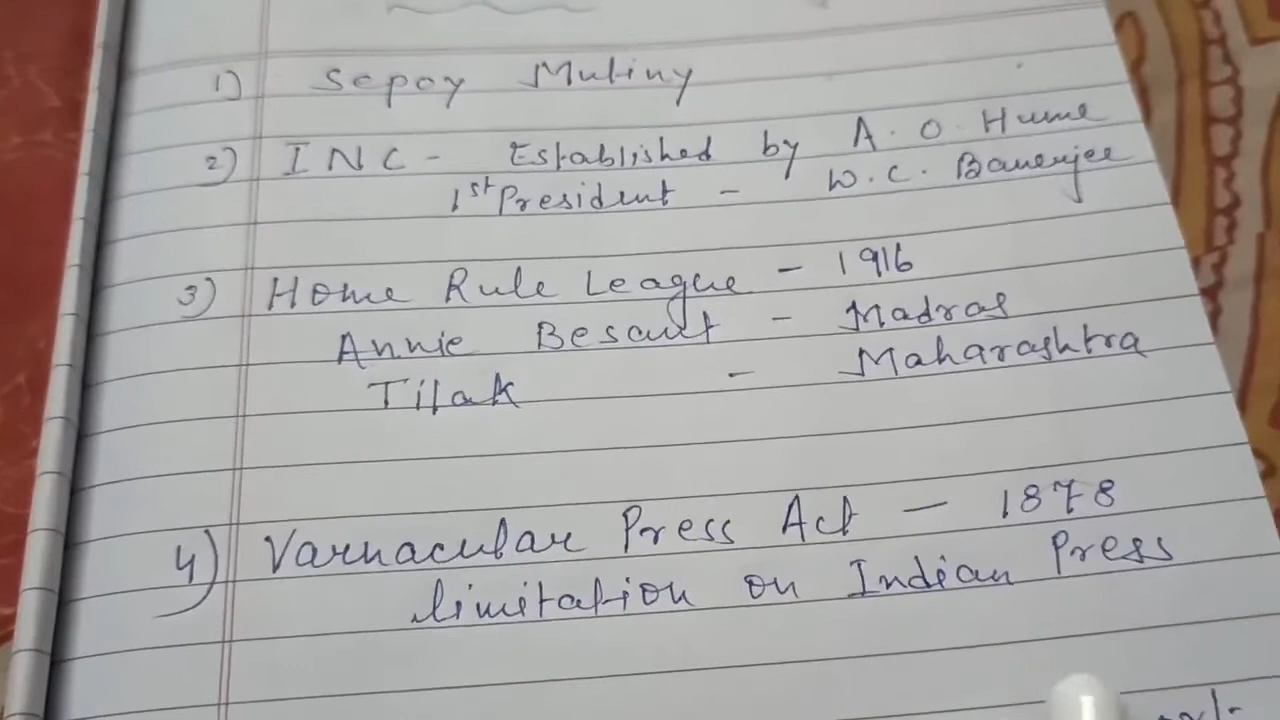 1) Sepoy Mutiny
2) INC - Established by A. O. Hume
1st President - W. C. Banerjee
3) Home Rule League - 1916
Annie Besant - Madras
Tilak - Maharashtra
4) Varnacular Press Act - 1878
limitation on Indian Press